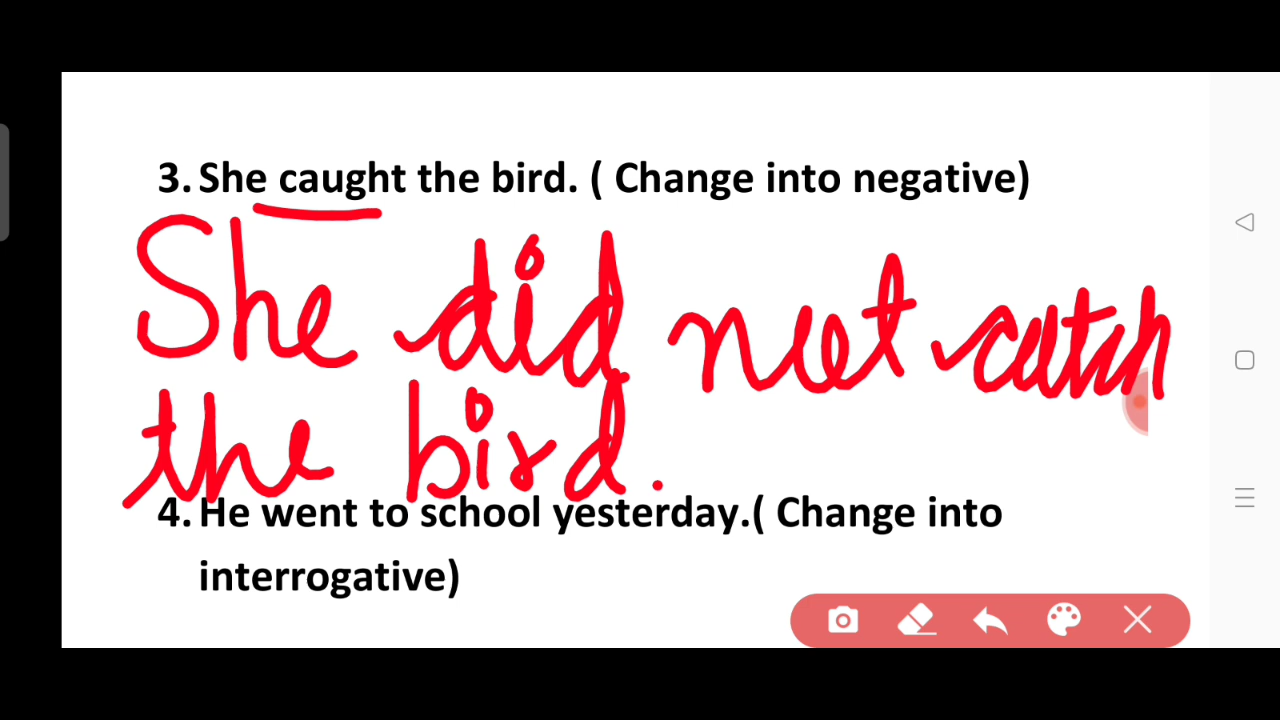 3. She caught the bird. ( Change into negative)
She did not catch
the bird.
4. He went to school yesterday.( Change into
interrogative)